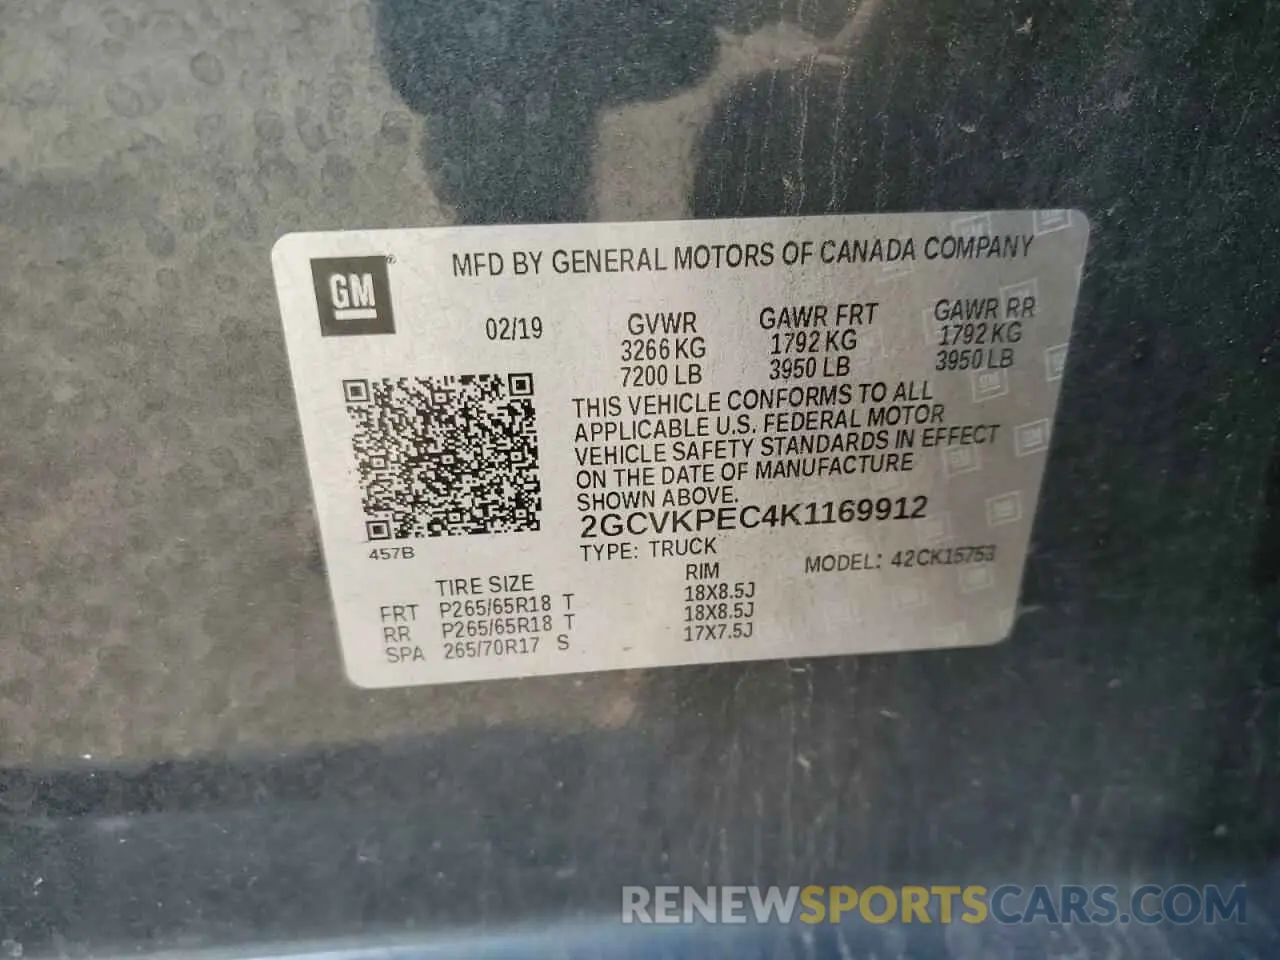 GM®
MFD BY GENERAL MOTORS OF CANADA COMPANY
02/19
GVWR
3266 KG
7200 LB
GAWR FRT
1792 KG
3950 LB
GAWR RR
1792 KG
3950 LB
THIS VEHICLE CONFORMS TO ALL
APPLICABLE U.S. FEDERAL MOTOR
VEHICLE SAFETY STANDARDS IN EFFECT
ON THE DATE OF MANUFACTURE
SHOWN ABOVE.
2GCVKPEC4K1169912
TYPE: TRUCK
MODEL: 42CK15753
457B
TIRE SIZE RIM
FRT P265/65R18 T 18X8.5J
RR P265/65R18 T 18X8.5J
SPA 265/70R17 S 17X7.5J
RENEWSPORTSCARS.COM